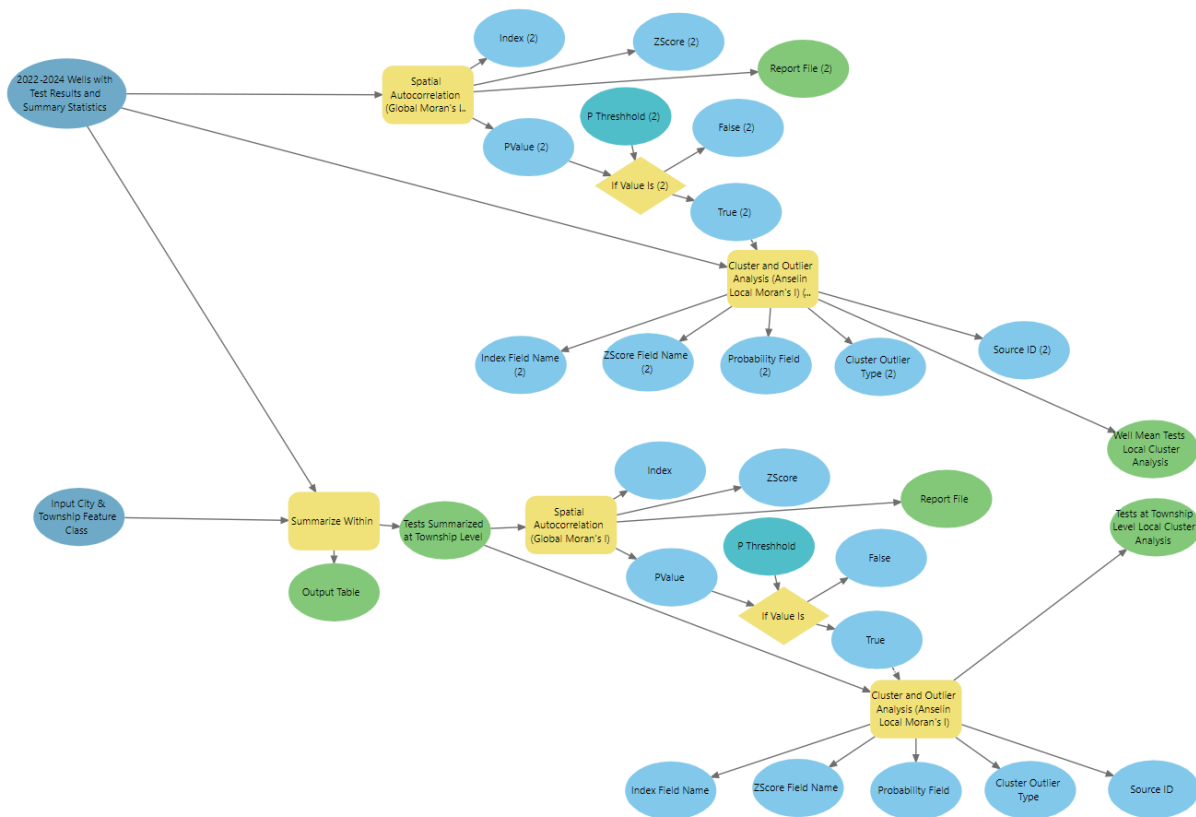 Index (2)
ZScore (2)
Report File (2)
2022-2024 Wells with
Test Results and
Summary Statistics
Spatial
Autocorrelation
(Global Moran's I...
P Threshhold (2)
False (2)
PValue (2)
If Value Is (2)
True (2)
Cluster and Outlier
Analysis (Anselin
Local Moran's I) (...
Index Field Name
(2)
ZScore Field Name
(2)
Probability Field
(2)
Cluster Outlier
Type (2)
Source ID (2)
Well Mean Tests
Local Cluster
Analysis
Input City &
Township Feature
Class
Summarize Within
Output Table
Tests Summarized
at Township Level
Spatial
Autocorrelation
(Global Moran's I)
Index
ZScore
Report File
Tests at Township
Level Local Cluster
Analysis
P Threshhold
False
PValue
If Value Is
True
Cluster and Outlier
Analysis (Anselin
Local Moran's I)
Index Field Name
ZScore Field Name
Probability Field
Cluster Outlier
Type
Source ID